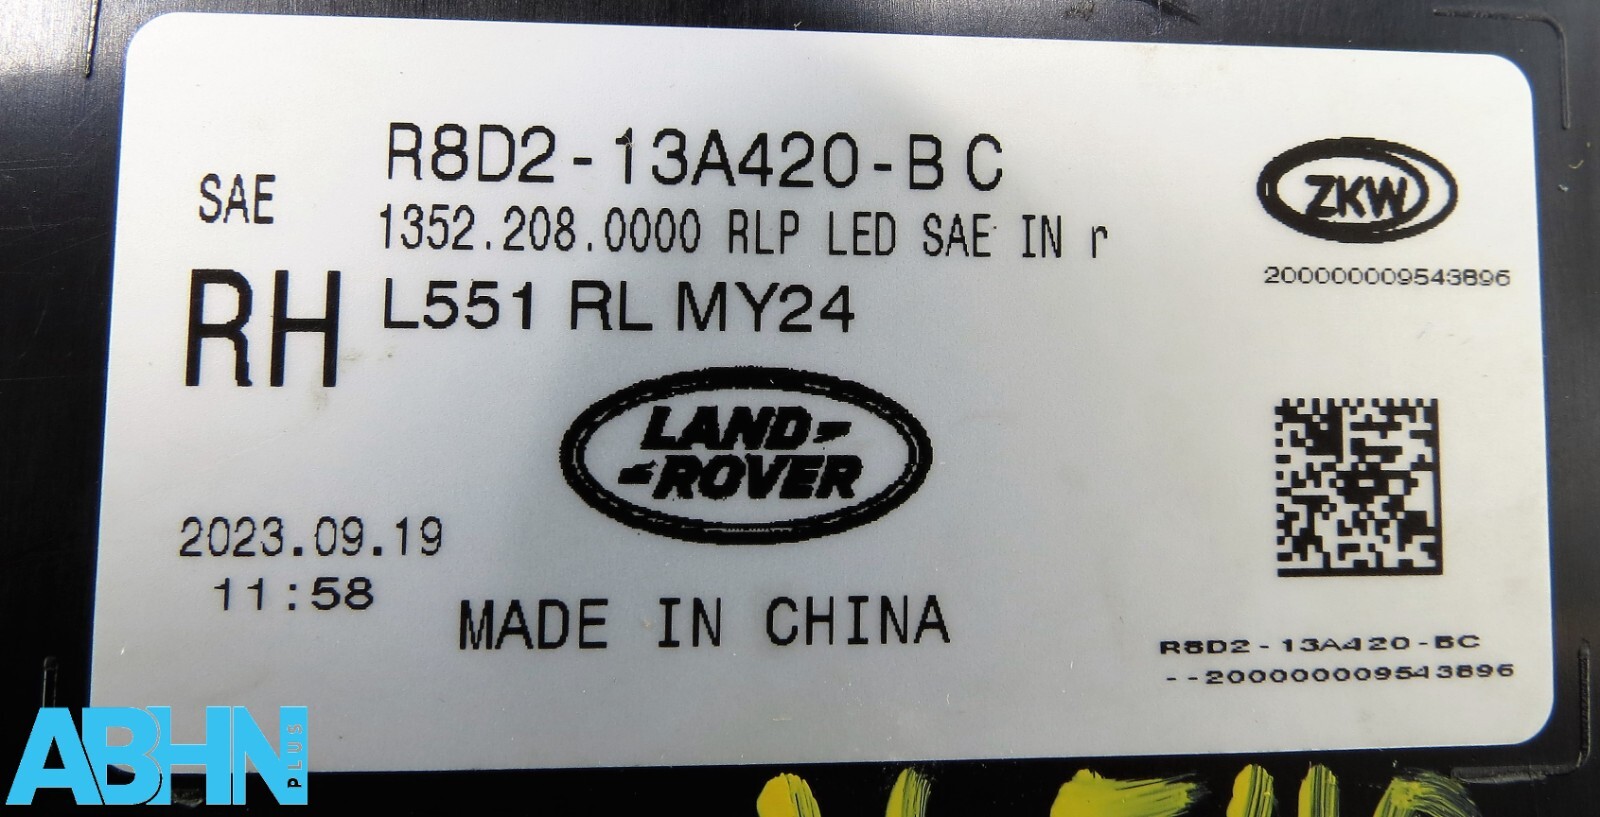 R8D2-13A420-BC
SAE
1352.208.0000 RLP LED SAE IN r
ZKW
200000009543896
RH
L551 RL MY24
LAND-
-ROVER
2023.09.19
11:58
MADE IN CHINA
R8D2-13A420-BC
--200000009543896
ABHN
PLUS